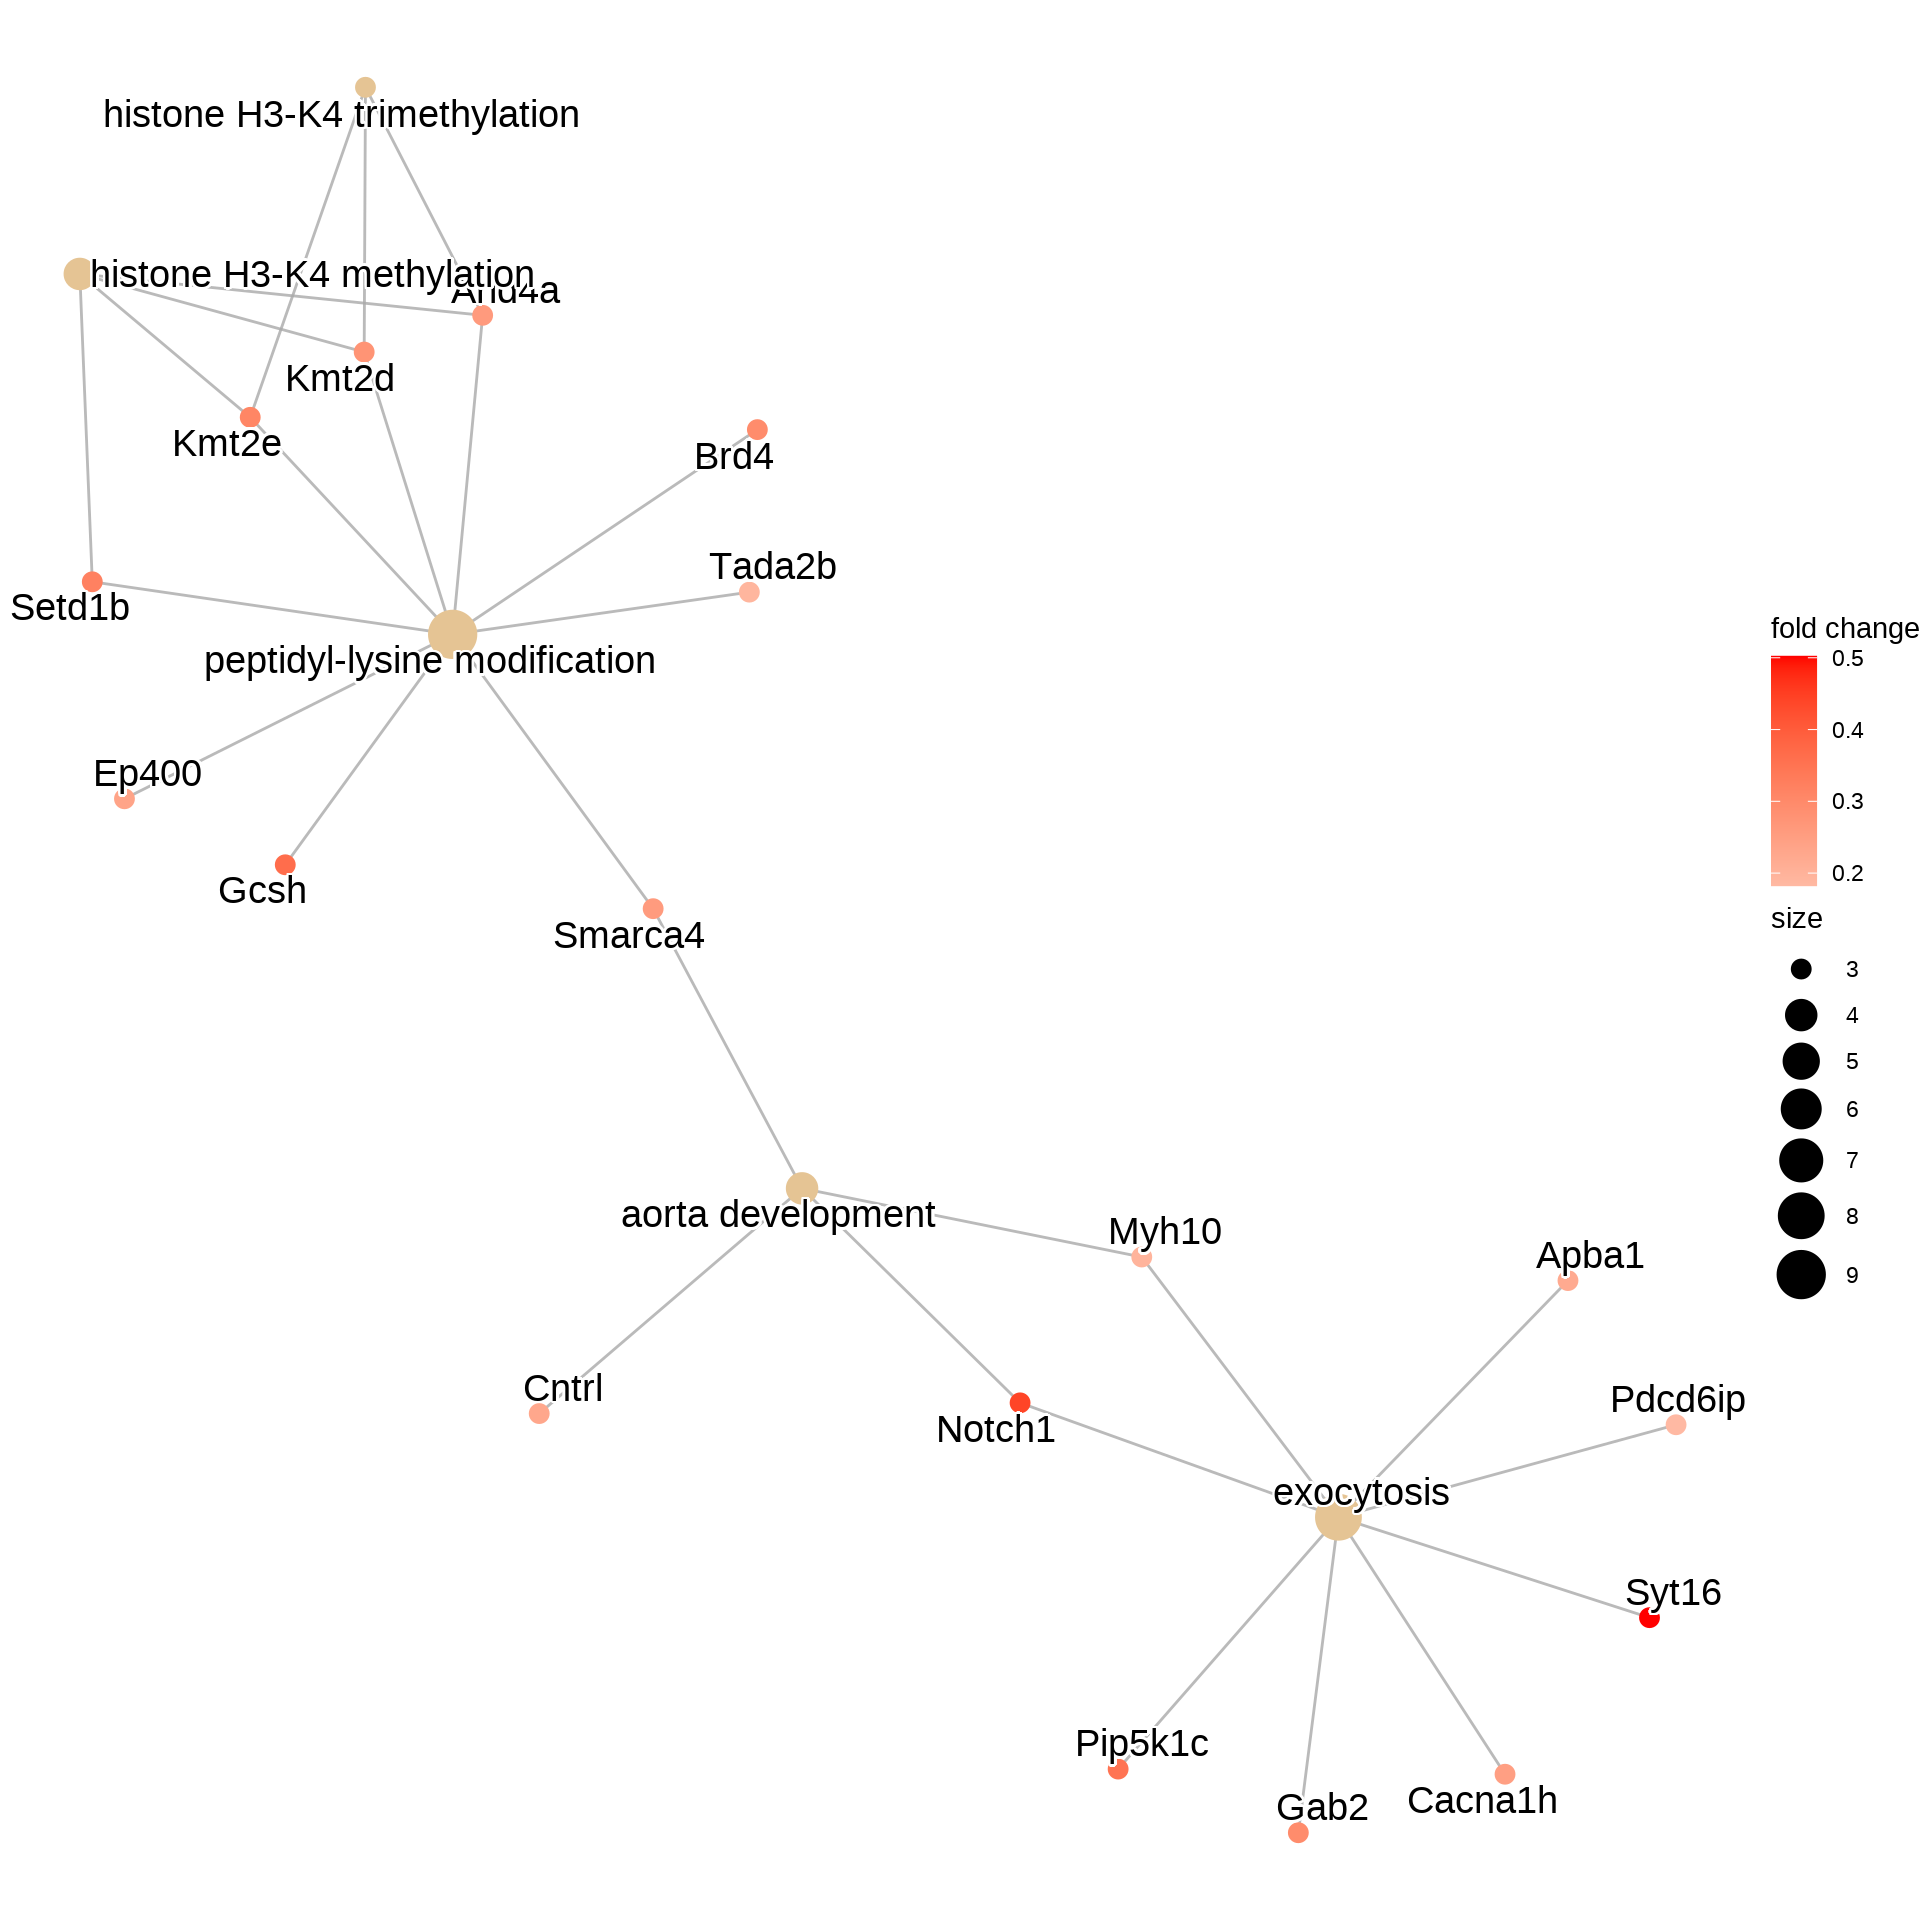 histone H3-K4 trimethylation
histone H3-K4 methylation
Kmt2d
Kmt2e
Brd4
Tada2b
Setd1b
peptidyl-lysine modification
Ep400
Gcsh
Smarca4
aorta development
Myh10
Apba1
Cntrl
Notch1
Pdcd6ip
exocytosis
Syt16
Pip5k1c
Gab2
Cacna1h
fold change
0.5
0.4
0.3
0.2
size
3
4
5
6
7
8
9